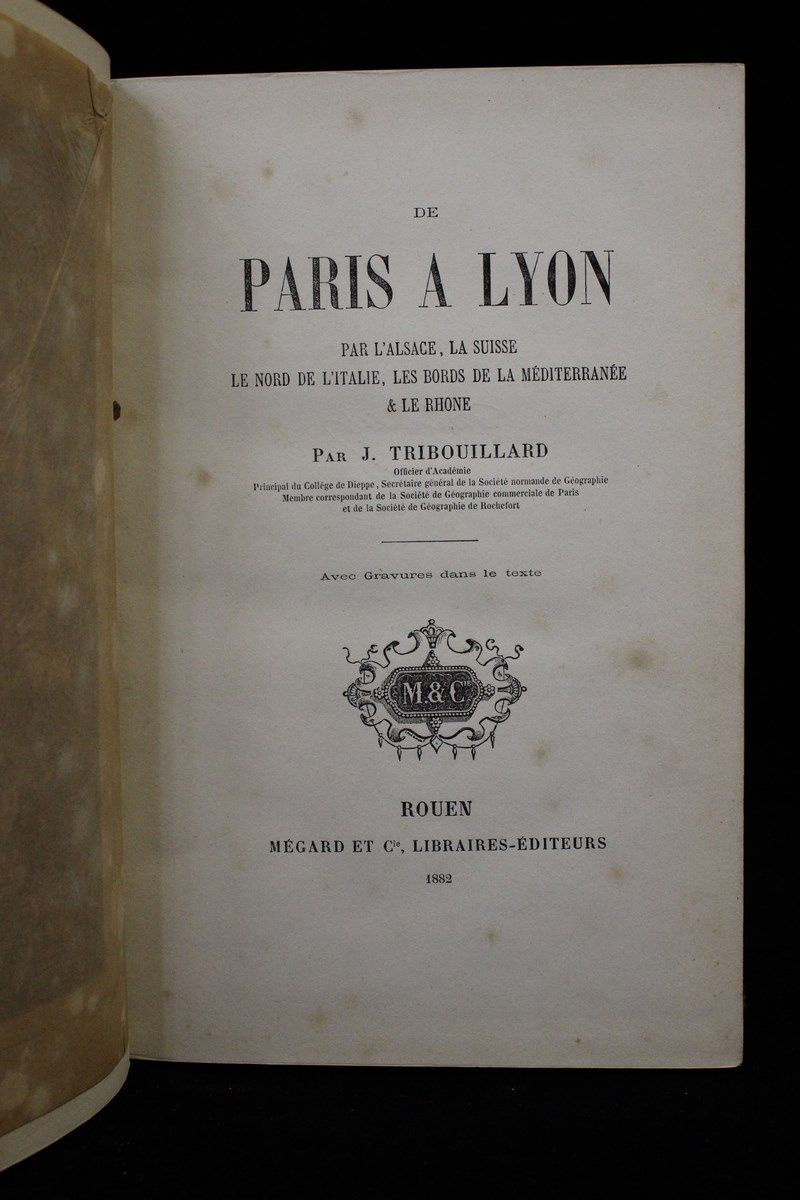 DE
PARIS A LYON
PAR L'ALSACE, LA SUISSE
LE NORD DE L'ITALIE, LES BORDS DE LA MÉDITERRANÉE
& LE RHONE
PAR J. TRIBOUILLARD
Officier d'Académie
Principal du Collége de Dieppe, Secrétaire général de la Société normande de Géographie
Membre correspondant de la Société de Géographie commerciale de Paris
et de la Société de Géographie de Rochefort
Avec Gravures dans le texte
M. & Cie
ROUEN
MÉGARD ET Cie, LIBRAIRES-ÉDITEURS
1882